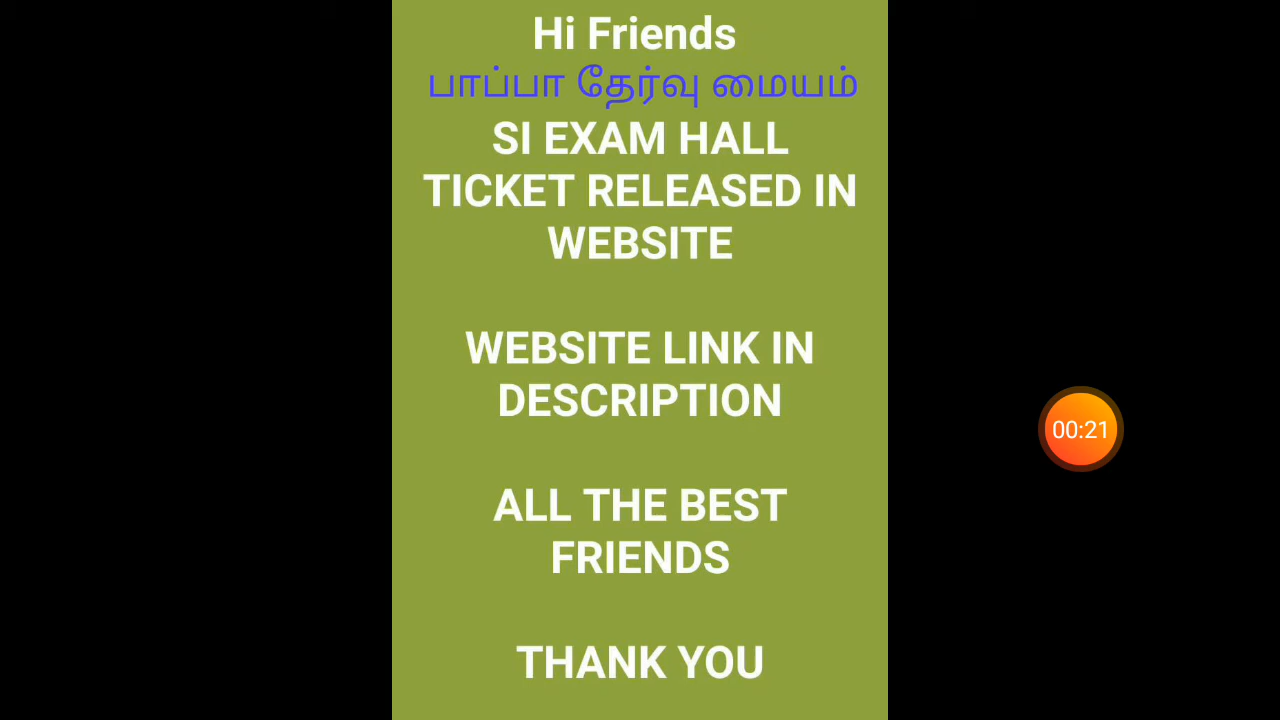 Hi Friends
பாப்பா தேர்வு மையம்
SI EXAM HALL
TICKET RELEASED IN
WEBSITE
WEBSITE LINK IN
DESCRIPTION
00:21
ALL THE BEST
FRIENDS
THANK YOU